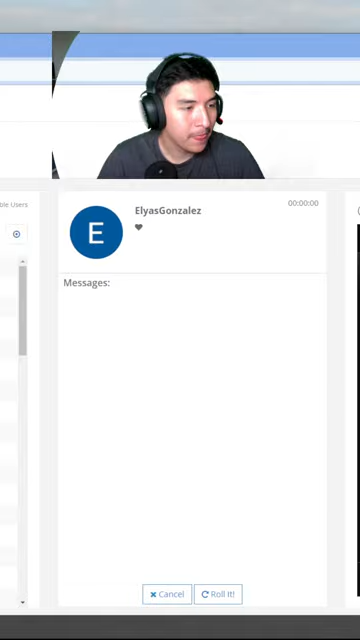 ble Users
ElyasGonzalez
00:00:00
E
♥
Messages:
Cancel
Roll It!